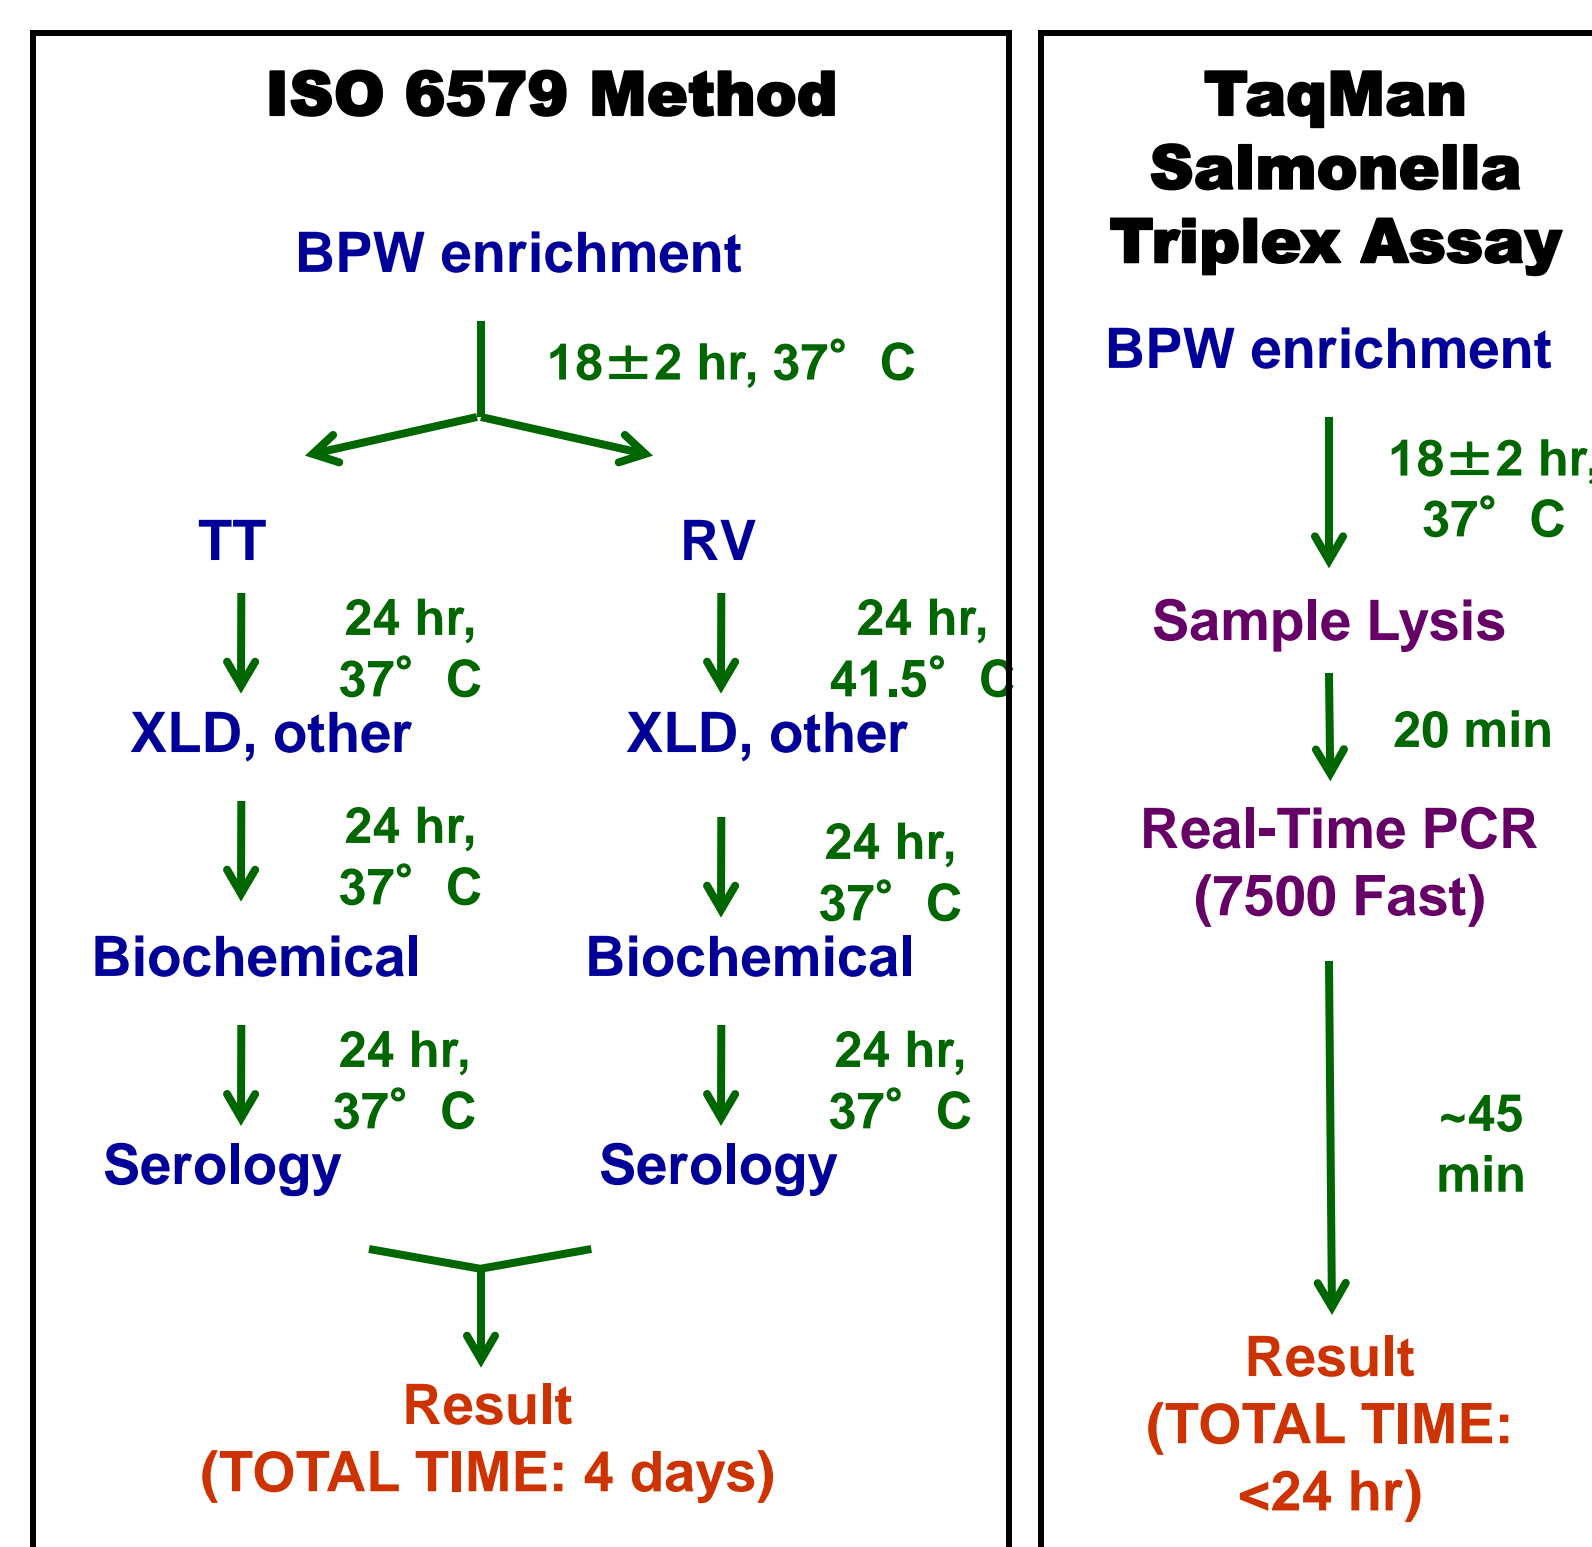 ISO 6579 Method
BPW enrichment
18±2 hr, 37° C
TT
RV
24 hr,
37° C
24 hr,
41.5° C
XLD, other
XLD, other
24 hr,
37° C
24 hr,
37° C
Biochemical
Biochemical
24 hr,
37° C
24 hr,
37° C
Serology
Serology
Result
(TOTAL TIME: 4 days)
TaqMan
Salmonella
Triplex Assay
BPW enrichment
18±2 hr,
37° C
Sample Lysis
20 min
Real-Time PCR
(7500 Fast)
~45
min
Result
(TOTAL TIME:
<24 hr)